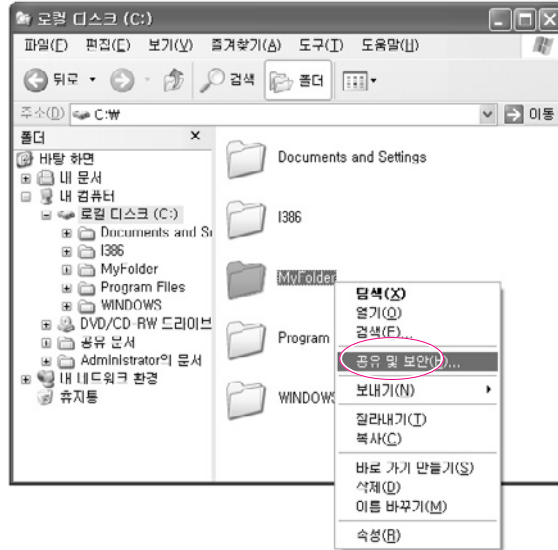 로컬 디스크 (C:)
파일(F) 편집(E) 보기(V) 즐겨찾기(A) 도구(T) 도움말(H)
뒤로 검색 폴더
주소(D) C:₩ 이동
폴더 x
바탕 화면
내 문서
내 컴퓨터
로컬 디스크 (C:)
Documents and Se
I386
MyFolder
Program Files
WINDOWS
DVD/CD-RW 드라이브
공유 문서
Administrator의 문서
내 네트워크 환경
휴지통
Documents and Settings
I386
MyFolder
Program
WINDOWS
탐색(X)
열기(O)
검색(E)...
공유 및 보안(H)...
보내기(N)
잘라내기(T)
복사(C)
바로 가기 만들기(S)
삭제(D)
이름 바꾸기(M)
속성(R)